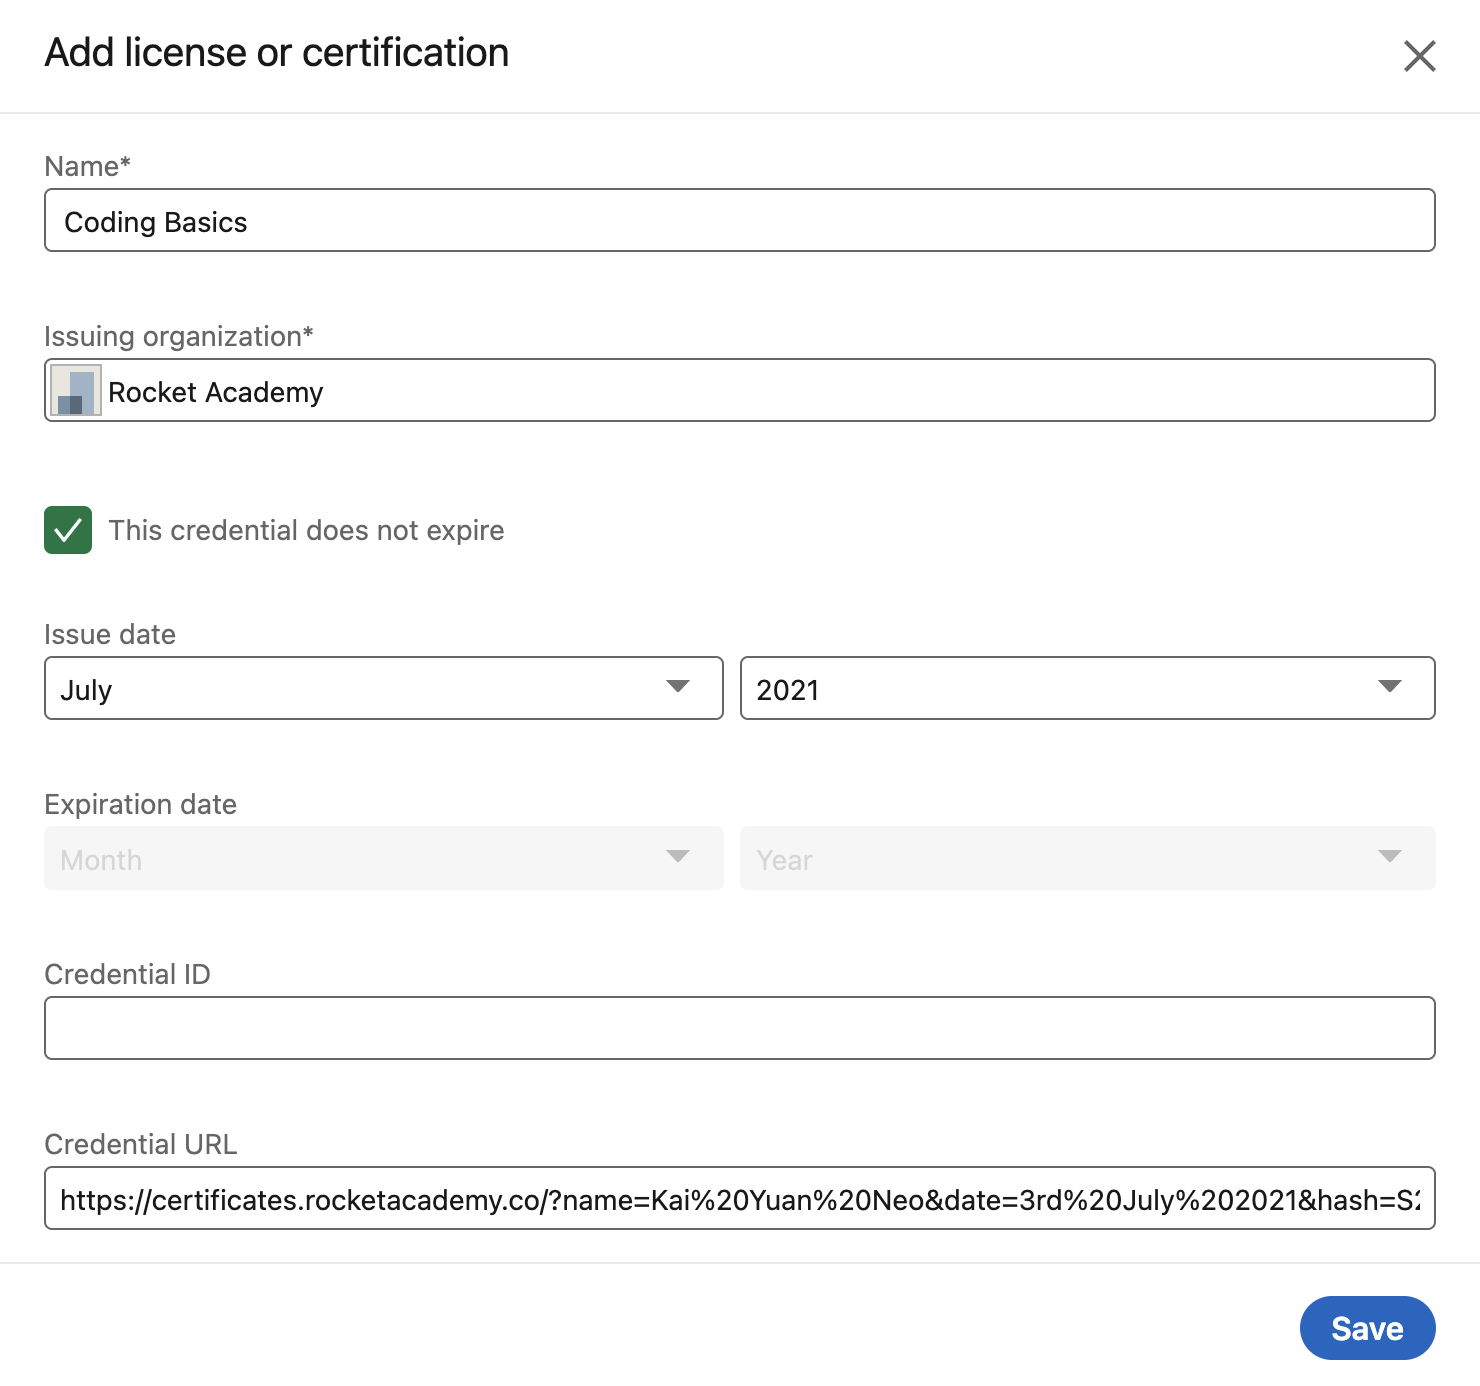 Add license or certification
Name*
Coding Basics
Issuing organization*
Rocket Academy
This credential does not expire
Issue date
July 2021
Expiration date
Month Year
Credential ID
Credential URL
https://certificates.rocketacademy.co/?name=Kai%20Yuan%20Neo&date=3rd%20July%202021&hash=S2
Save